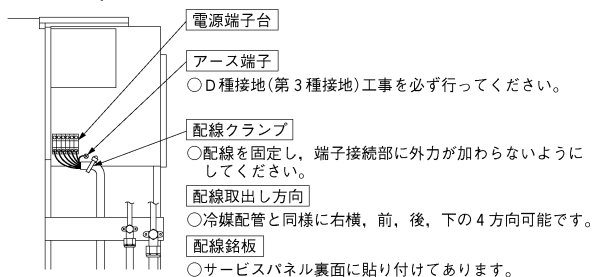 電源端子台
アース端子
○D種接地(第3種接地)工事を必ず行ってください。
配線クランプ
○配線を固定し，端子接続部に外力が加わらないように
してください。
配線取出し方向
○冷媒配管と同様に右横，前，後，下の4方向可能です。
配線銘板
○サービスパネル裏面に貼り付けてあります。